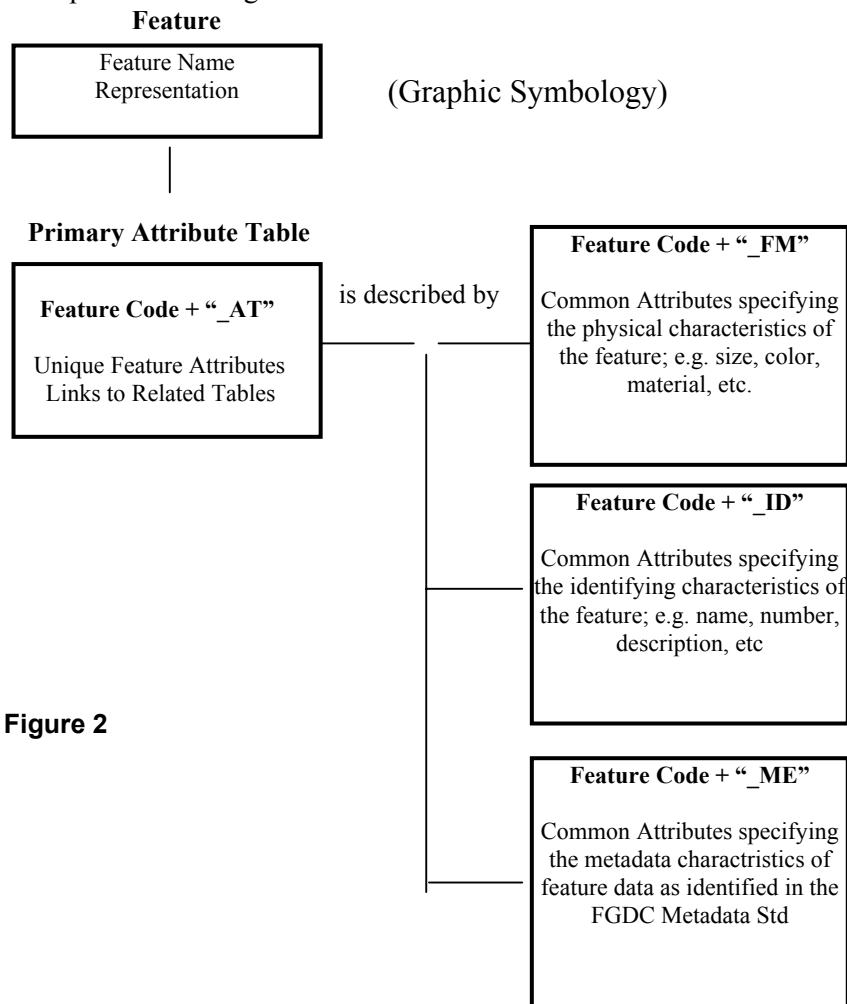 Feature
Feature Name
Representation
(Graphic Symbology)
Primary Attribute Table
Feature Code + “_AT”
Unique Feature Attributes
Links to Related Tables
is described by
Feature Code + “_FM”
Common Attributes specifying
the physical characteristics of
the feature; e.g. size, color,
material, etc.
Feature Code + “_ID”
Common Attributes specifying
the identifying characteristics of
the feature; e.g. name, number,
description, etc
Figure 2
Feature Code + “_ME”
Common Attributes specifying
the metadata charactristics of
feature data as identified in the
FGDC Metadata Std